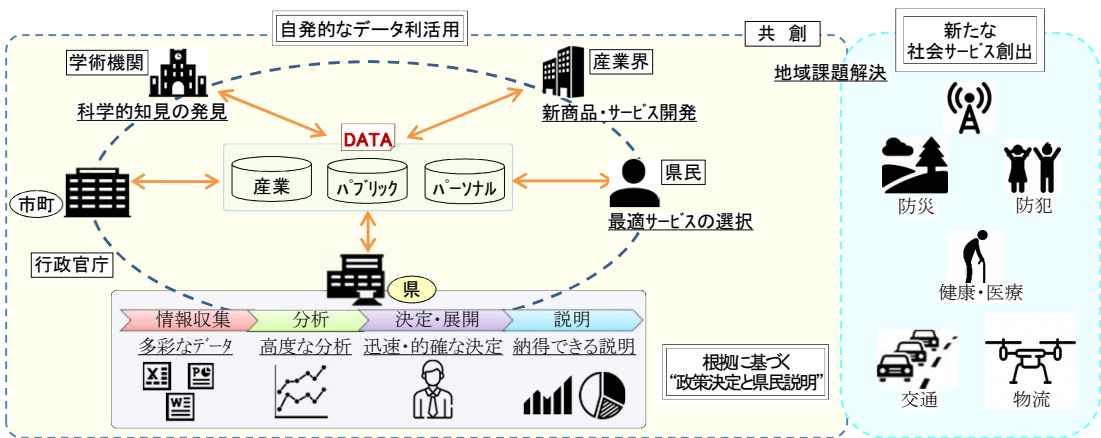 自発的なデータ利活用
共 創
新たな
社会サービス創出
学術機関
科学的知見の発見
産業界
新商品・サービス開発
地域課題解決
DATA
産業
パブリック
パーソナル
市町
県民
最適サービスの選択
行政官庁
県
情報収集
分析
決定・展開
説明
多彩なデータ
高度な分析
迅速・的確な決定
納得できる説明
X
P
W
根拠に基づく
“政策決定と県民説明”
防災
防犯
健康・医療
交通
物流